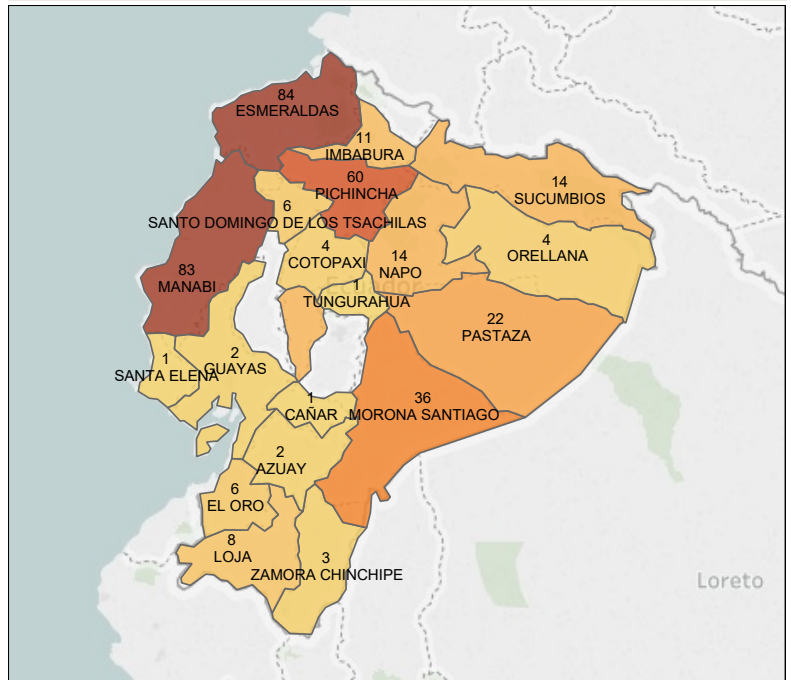 84
ESMERALDAS
11
IMBABURA
60
PICHINCHA
14
SUCUMBIOS
6
SANTO DOMINGO DE LOS TSACHILAS
4
ORELLANA
4
COTOPAXI
14
NAPO
83
MANABI
Ecuador
1
TUNGURAHUA
22
PASTAZA
1
SANTA ELENA
2
GUAYAS
36
MORONA SANTIAGO
1
CAÑAR
2
AZUAY
6
EL ORO
8
LOJA
3
ZAMORA CHINCHIPE
Loreto